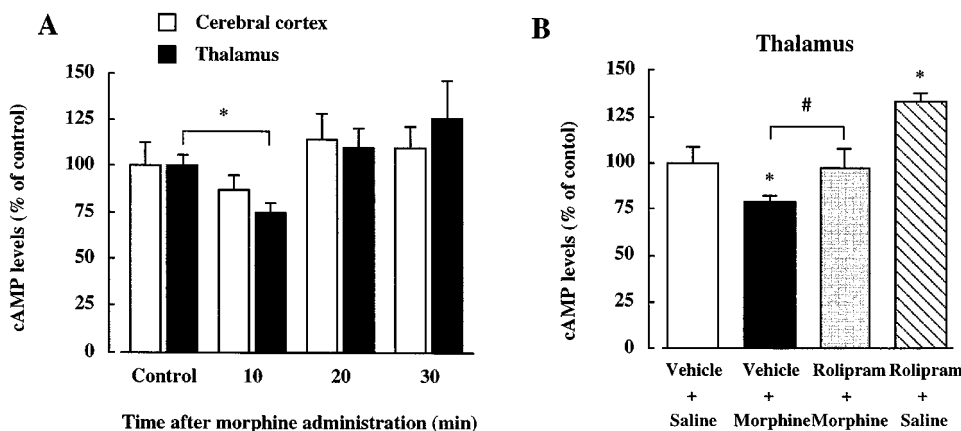 A
Cerebral cortex
Thalamus
cAMP levels (% of control)
150
125
100
75
50
25
0
*
Control 10 20 30
Time after morphine administration (min)
B
Thalamus
cAMP levels (% of contol)
150
125
100
75
50
25
0
*
#
*
Vehicle Vehicle Rolipram Rolipram
+ + + +
Saline Morphine Morphine Saline